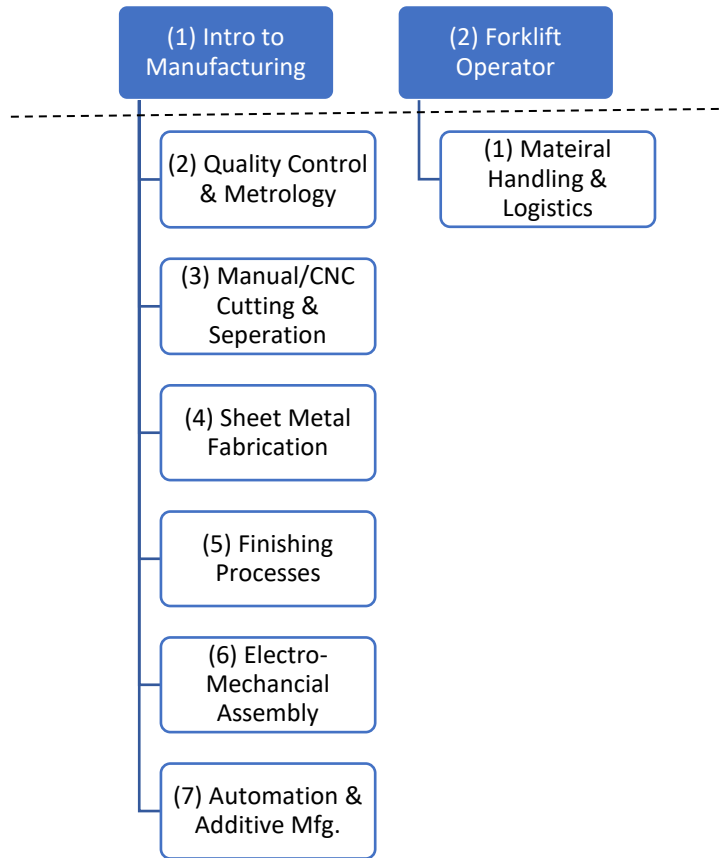 (1) Intro to
Manufacturing
(2) Forklift
Operator
(2) Quality Control
& Metrology
(1) Mateiral
Handling &
Logistics
(3) Manual/CNC
Cutting &
Seperation
(4) Sheet Metal
Fabrication
(5) Finishing
Processes
(6) Electro-
Mechancial
Assembly
(7) Automation &
Additive Mfg.